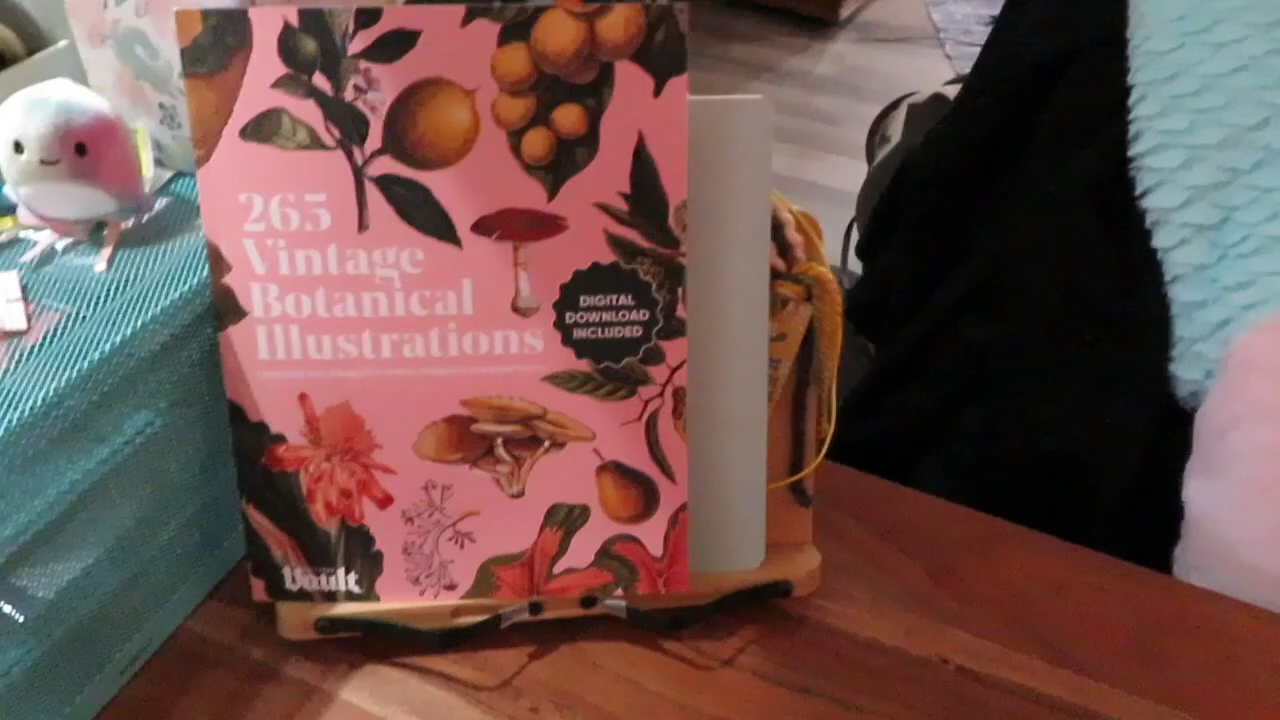 265
Vintage
Botanical
Illustrations
DIGITAL
DOWNLOAD
INCLUDED
Vault